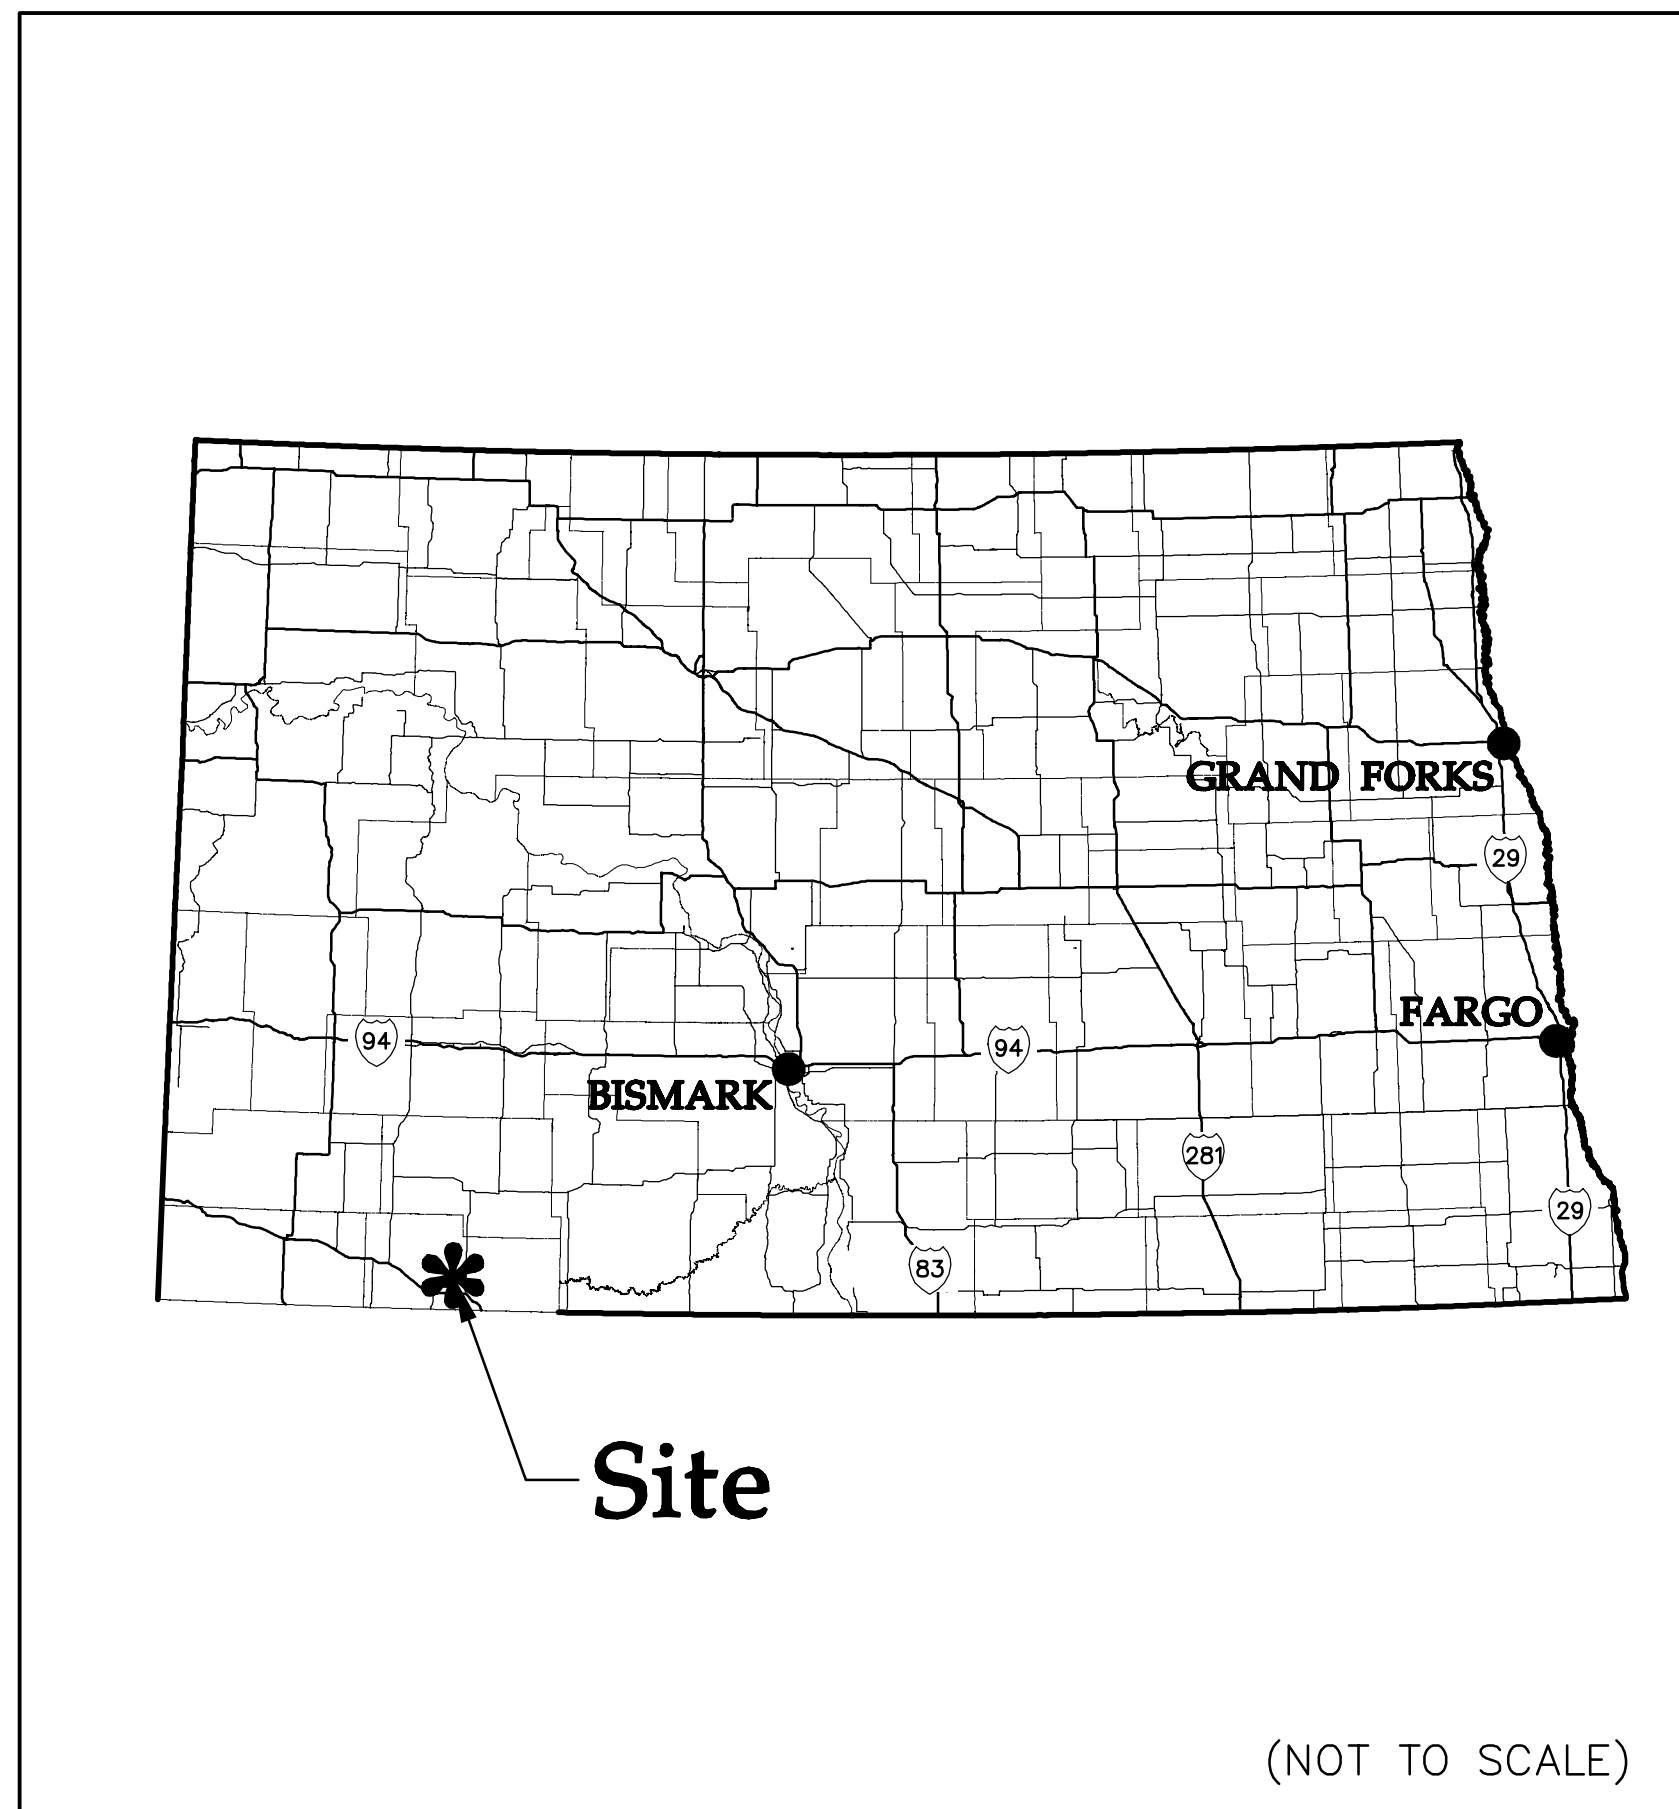 GRAND FORKS
29
FARGO
94
94
BISMARK
281
29
83
Site
(NOT TO SCALE)